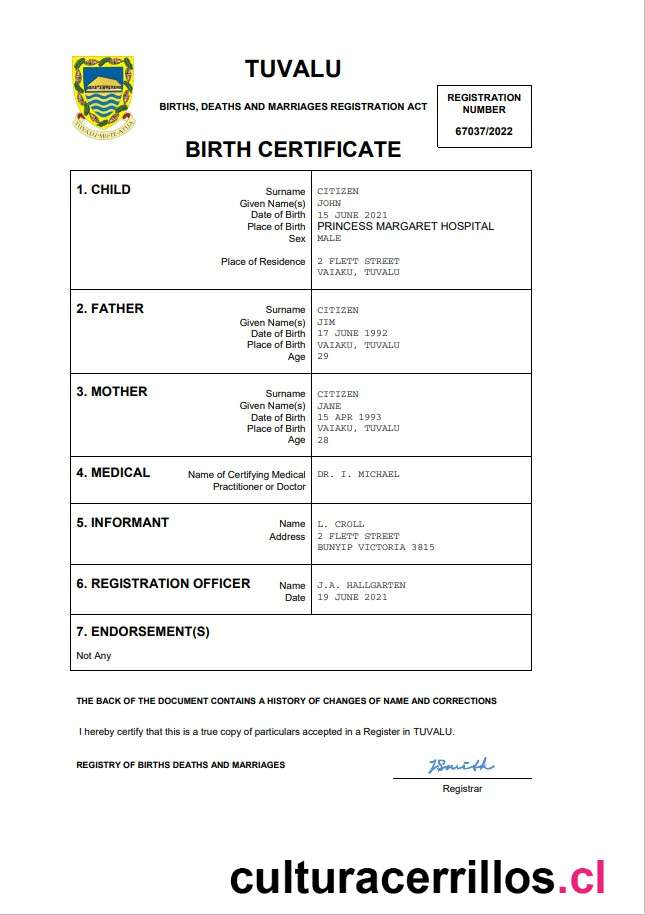 TUVALU
BIRTHS, DEATHS AND MARRIAGES REGISTRATION ACT
REGISTRATION
NUMBER
67037/2022
TUVALU MO TE ATUA
BIRTH CERTIFICATE
1. CHILD
Surname CITIZEN
Given Name(s) JOHN
Date of Birth 15 JUNE 2021
Place of Birth PRINCESS MARGARET HOSPITAL
Sex MALE
Place of Residence 2 FLETT STREET
VAIAKU, TUVALU
2. FATHER
Surname CITIZEN
Given Name(s) JIM
Date of Birth 17 JUNE 1992
Place of Birth VAIAKU, TUVALU
Age 29
3. MOTHER
Surname CITIZEN
Given Name(s) JANE
Date of Birth 15 APR 1993
Place of Birth VAIAKU, TUVALU
Age 28
4. MEDICAL
Name of Certifying Medical DR. I. MICHAEL
Practitioner or Doctor
5. INFORMANT
Name L. CROLL
Address 2 FLETT STREET
BUNYIP VICTORIA 3815
6. REGISTRATION OFFICER
Name J.A. HALLGARTEN
Date 19 JUNE 2021
7. ENDORSEMENT(S)
Not Any
THE BACK OF THE DOCUMENT CONTAINS A HISTORY OF CHANGES OF NAME AND CORRECTIONS
I hereby certify that this is a true copy of particulars accepted in a Register in TUVALU.
REGISTRY OF BIRTHS DEATHS AND MARRIAGES
JSmith
Registrar
culturacerrillos.cl